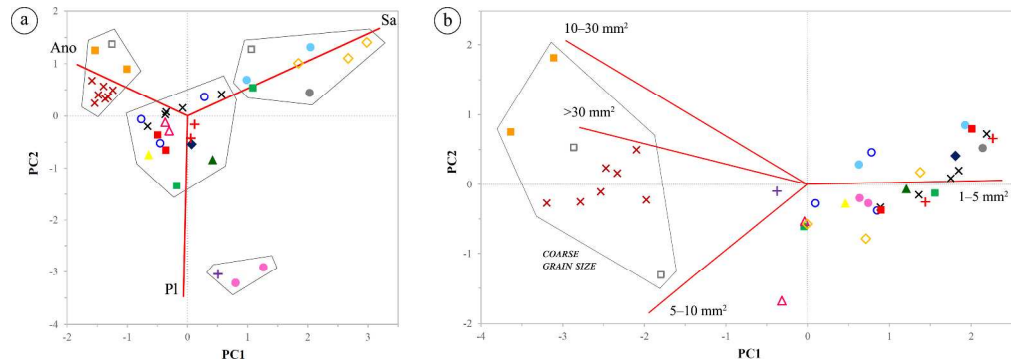 a
Sa
Ano
Pl
PC2
2
1
0
-1
-2
-3
-4
-2 -1 0 1 2 3 4
PC1
b
10–30 mm²
>30 mm²
1–5 mm²
5–10 mm²
COARSE
GRAIN SIZE
PC2
2
1
0
-1
-2
-4 -3 -2 -1 0 1 2
PC1